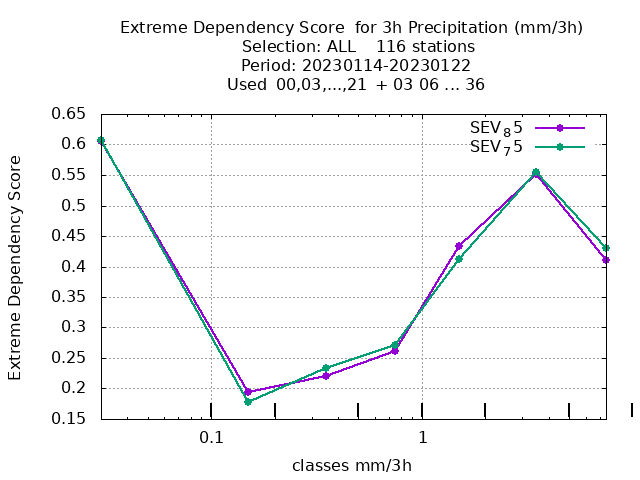 Extreme Dependency Score  for 3h Precipitation (mm/3h)
Selection: ALL    116 stations
Period: 20230114-20230122
Used  00,03,...,21  + 03 06 ... 36
SEV₈5
SEV₇5
0.65
0.6
0.55
0.5
0.45
0.4
0.35
0.3
0.25
0.2
0.15
Extreme Dependency Score
0.1
1
classes mm/3h